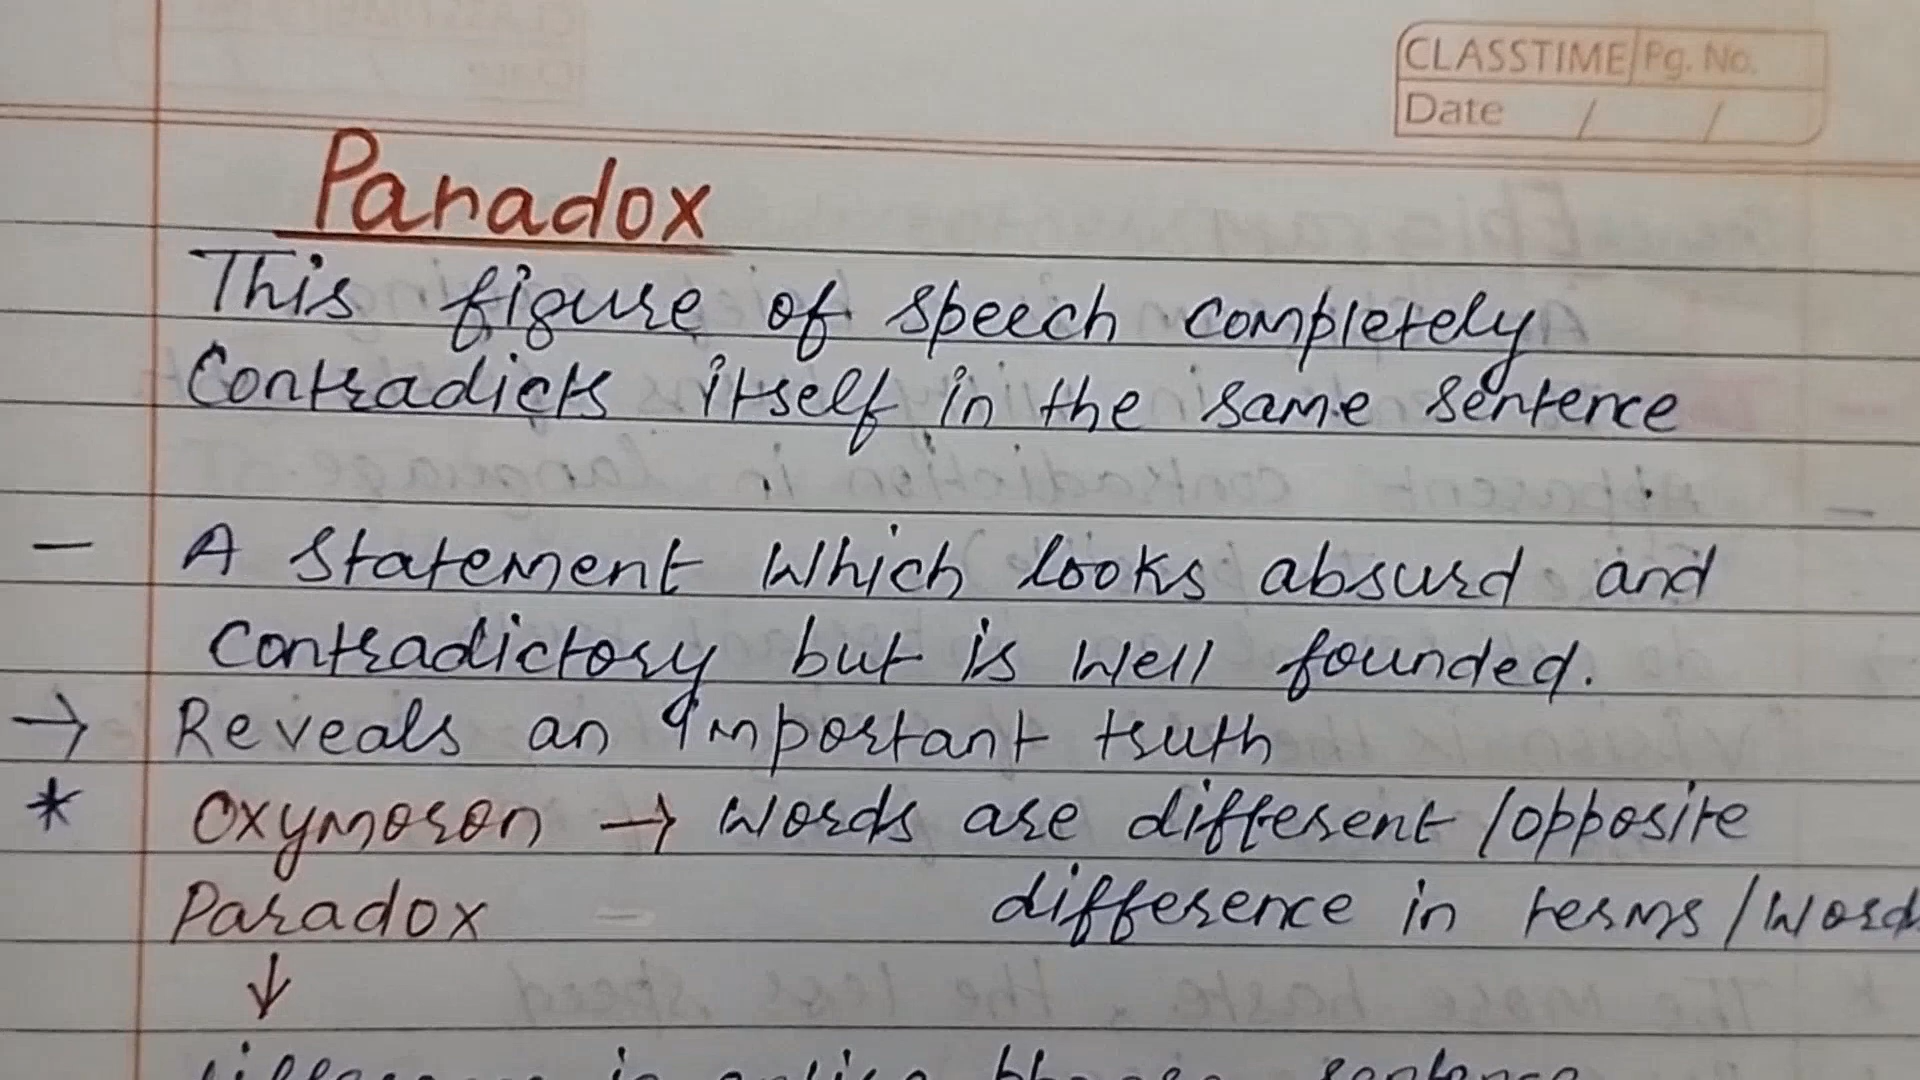 CLASSTIME Pg. No.
Date / /
Paradox
This figure of speech completely
Contradicts itself in the same sentence
- A Statement Which looks absurd and
Contradictory but is Well founded.
→ Reveals an Important truth
* Oxymoron → Words are different / opposite
Paradox difference in terms / Word
↓
sentence